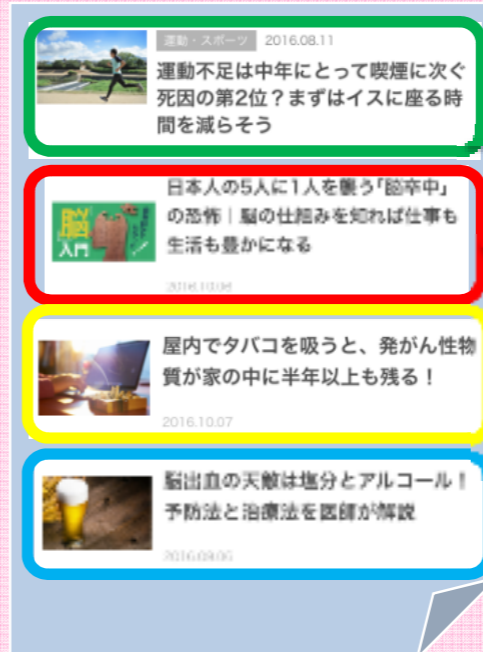 運動・スポーツ 2016.08.11
運動不足は中年にとって喫煙に次ぐ
死因の第2位？まずはイスに座る時
間を減らそう
日本人の5人に1人を襲う「脳卒中」
の恐怖｜脳の仕組みを知れば仕事も
生活も豊かになる
脳
入門
2016.10.08
屋内でタバコを吸うと、発がん性物
質が家の中に半年以上も残る！
2016.10.07
脳出血の天敵は塩分とアルコール！
予防法と治療法を医師が解説
2016.09.06